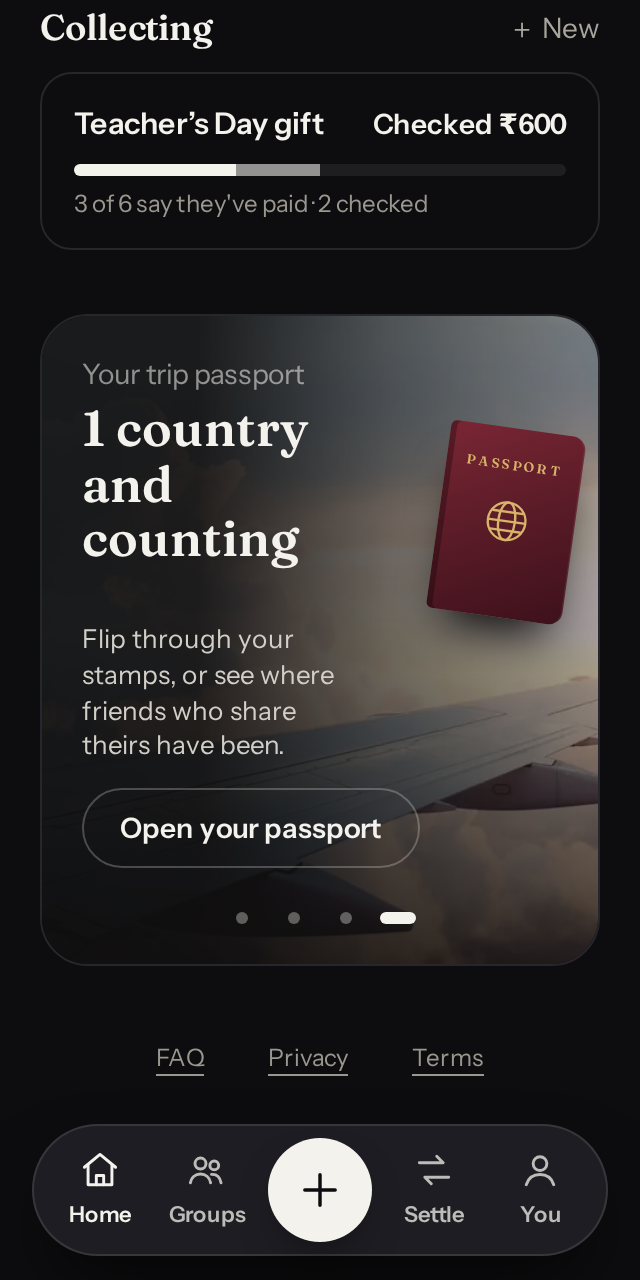 Collecting
+ New
Teacher’s Day gift
Checked ₹600
3 of 6 say they've paid · 2 checked
Your trip passport
1 country
and
counting
PASSPORT
Flip through your
stamps, or see where
friends who share
theirs have been.
Open your passport
FAQ
Privacy
Terms
Home
Groups
Settle
You